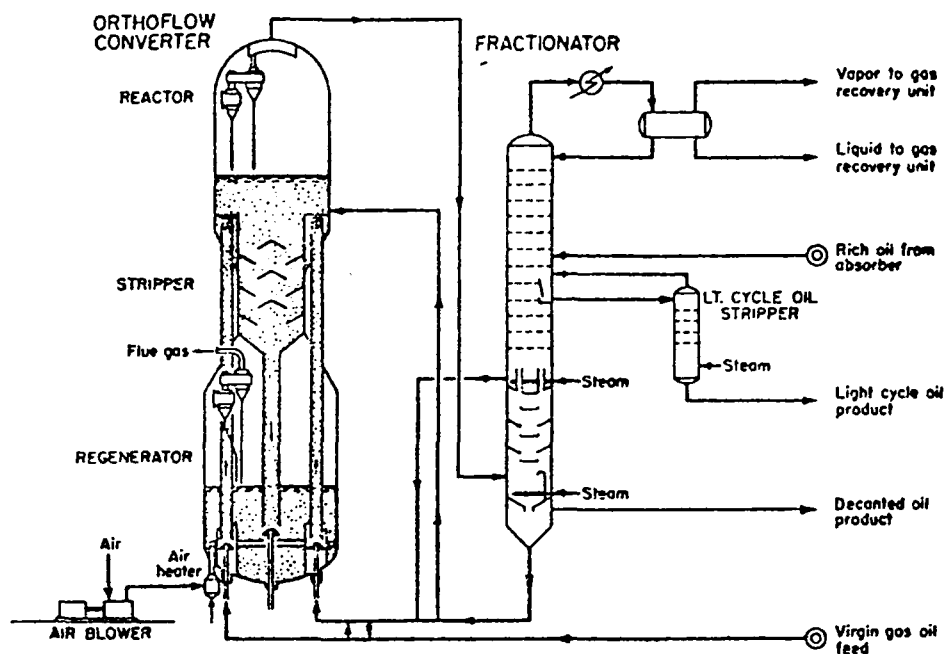 ORTHOFLOW
CONVERTER
REACTOR
STRIPPER
Flue gas
REGENERATOR
Air
Air
heater
AIR BLOWER
FRACTIONATOR
Vapor to gas
recovery unit
Liquid to gas
recovery unit
Rich oil from
absorber
LT. CYCLE OIL
STRIPPER
Steam
Steam
Light cycle oil
product
Steam
Decanted oil
product
Virgin gas oil
feed